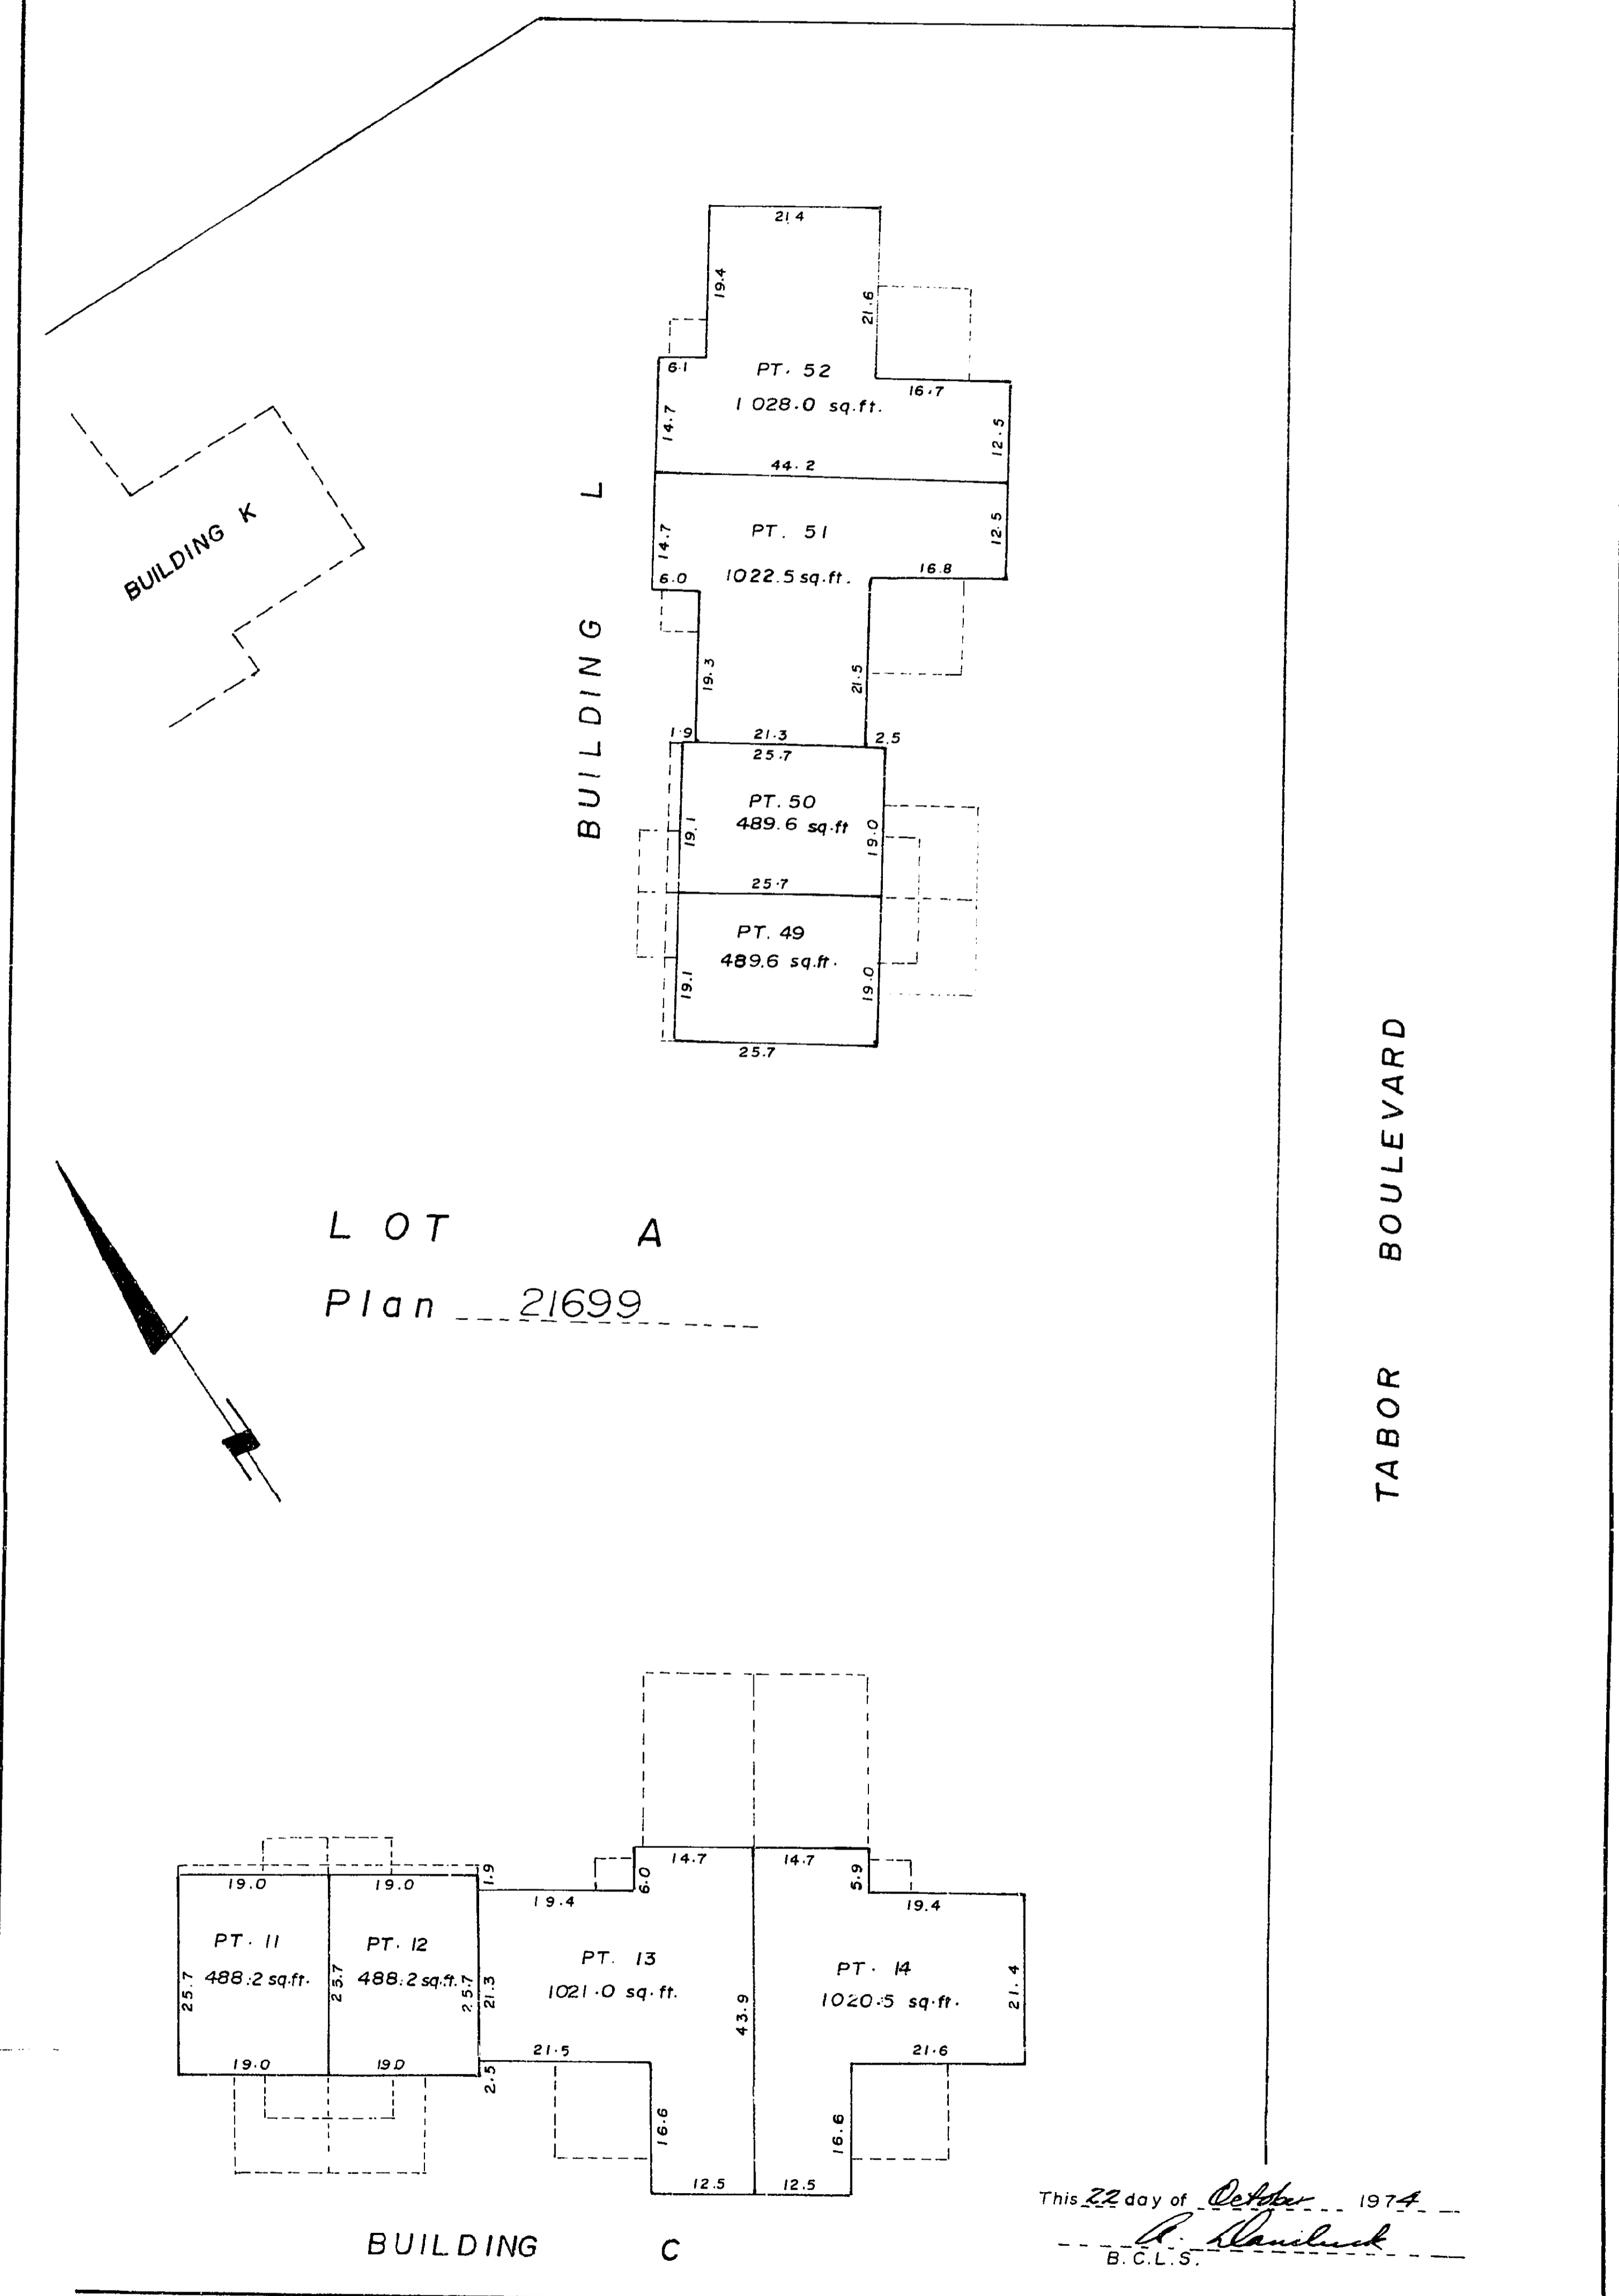 21.4
19.4
21.6
6.1
PT. 52
16.7
1028.0 sq.ft.
14.7
12.5
44.2
BUILDING K
BUILDING L
PT. 51
14.7
12.5
6.0
1022.5 sq.ft.
16.8
19.3
21.5
1.9
21.3
2.5
25.7
PT. 50
489.6 sq.ft
19.1
19.0
25.7
PT. 49
489.6 sq.ft.
19.1
19.0
25.7
TABOR BOULEVARD
LOT A
Plan 21699
14.7
14.7
1.9
6.0
5.9
19.0
19.0
19.4
19.4
PT. 11
PT. 12
PT. 13
PT. 14
488.2 sq.ft.
488.2 sq.ft.
1021.0 sq.ft.
1020.5 sq.ft.
25.7
25.7
25.7
21.3
43.9
21.4
19.0
19.0
21.5
21.6
2.5
16.6
16.6
12.5
12.5
BUILDING C
This 22 day of October 1974
A. Daniluck
B.C.L.S.